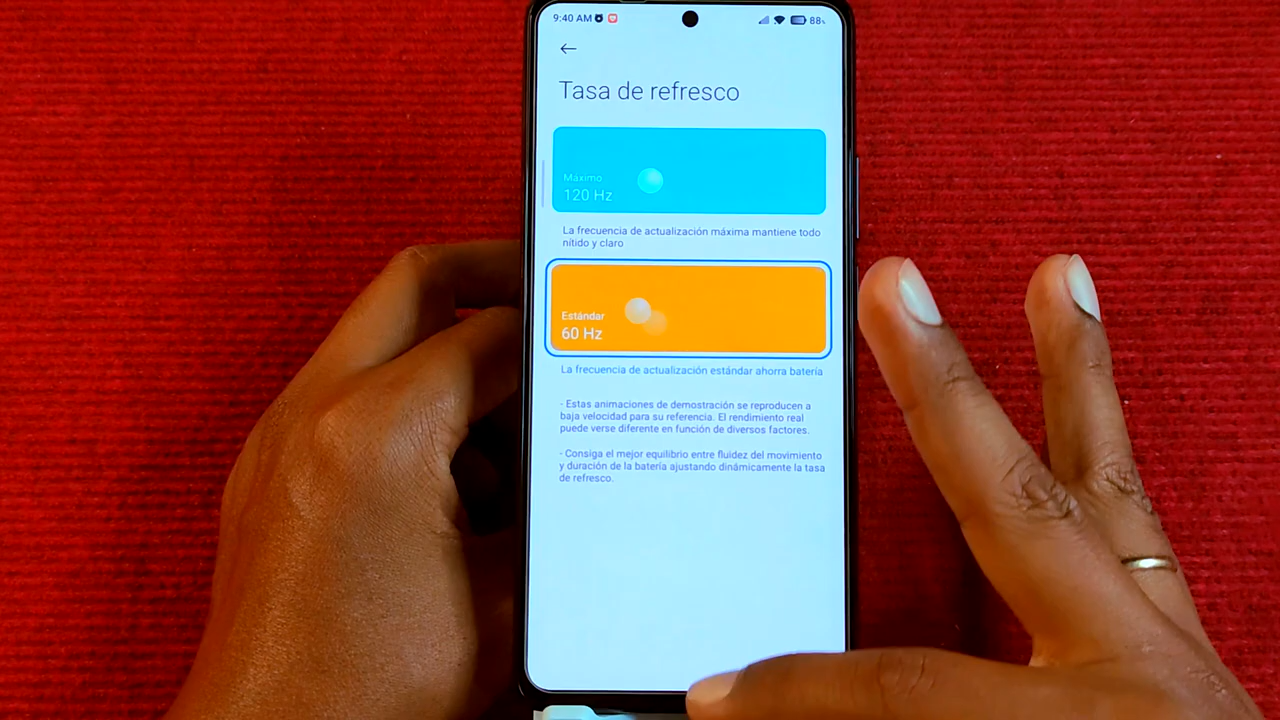 9:40 AM 88%
Tasa de refresco
Máximo
120 Hz
La frecuencia de actualización máxima mantiene todo
nítido y claro
Estándar
60 Hz
La frecuencia de actualización estándar ahorra batería
- Estas animaciones de demostración se reproducen a
baja velocidad para su referencia. El rendimiento real
puede verse diferente en función de diversos factores.
- Consiga el mejor equilibrio entre fluidez del movimiento
y duración de la batería ajustando dinámicamente la tasa
de refresco.